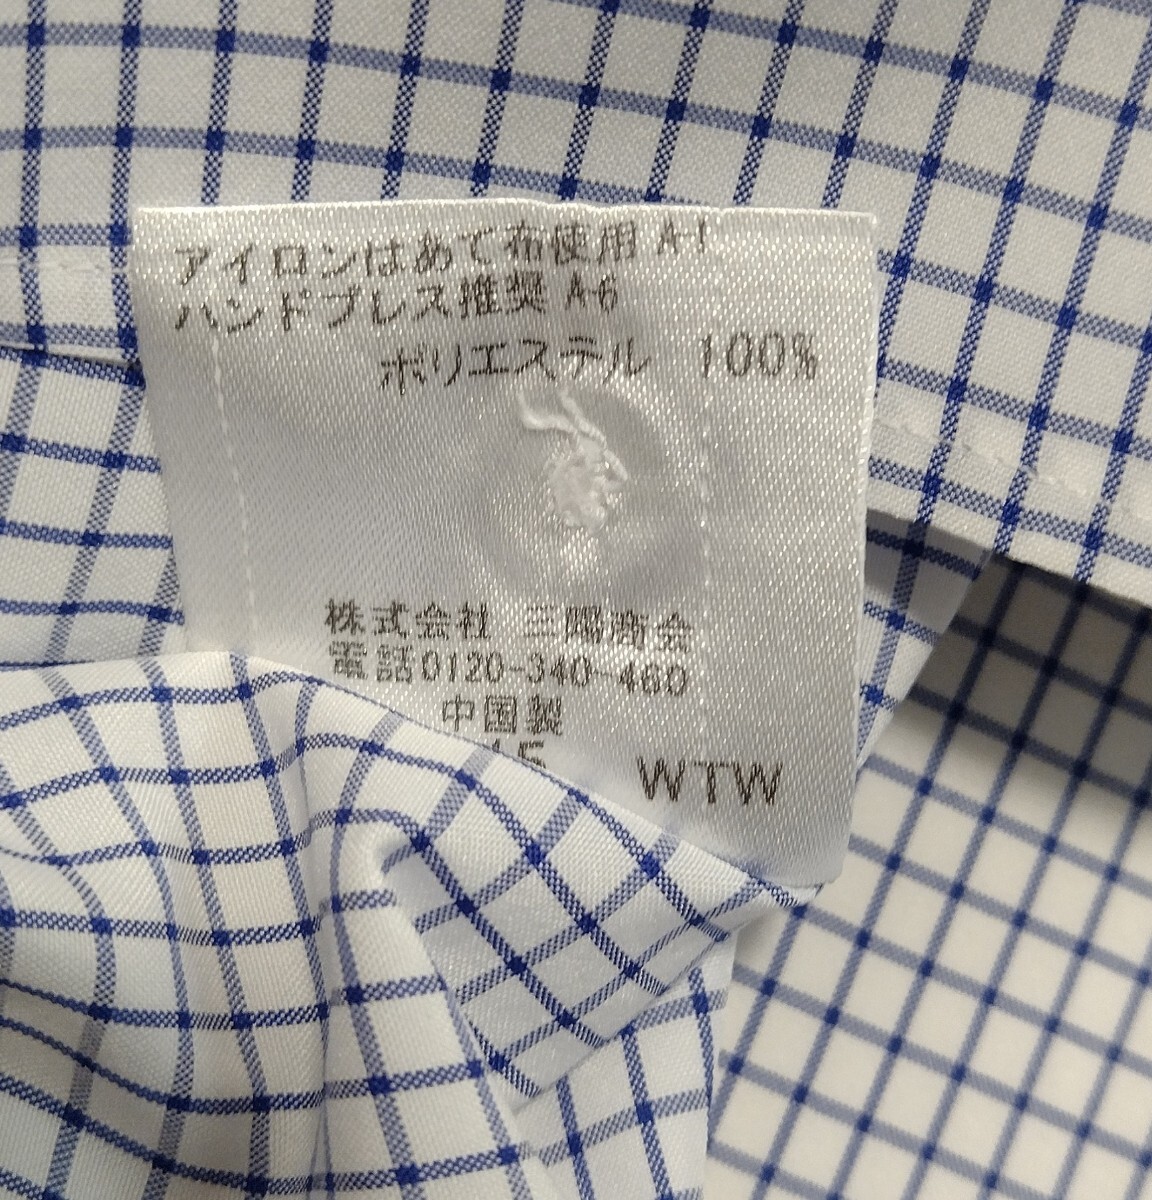 アイロンはあて布使用 A-1
ハンドプレス推奨 A-6
ポリエステル 100%
株式会社 三陽商会
電話0120-340-460
中国製
WTW